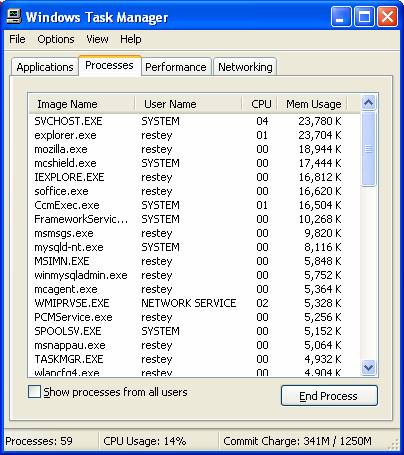 Windows Task Manager
File Options View Help
Applications Processes Performance Networking
Image Name User Name CPU Mem Usage
SVCHOST.EXE SYSTEM 04 23,780 K
explorer.exe restey 01 23,704 K
mozilla.exe restey 00 18,944 K
mcshield.exe SYSTEM 00 17,444 K
IEXPLORE.EXE restey 00 16,812 K
soffice.exe restey 00 16,620 K
CcmExec.exe SYSTEM 01 16,504 K
FrameworkServic... SYSTEM 00 10,268 K
msmsgs.exe restey 00 9,820 K
mysqld-nt.exe SYSTEM 00 8,116 K
MSIMN.EXE restey 00 5,848 K
winmysqladmin.exe restey 00 5,752 K
mcagent.exe restey 00 5,364 K
WMIPRVSE.EXE NETWORK SERVICE 02 5,328 K
PCMService.exe restey 00 5,256 K
SPOOLSV.EXE SYSTEM 00 5,152 K
msnappau.exe restey 00 5,064 K
TASKMGR.EXE restey 00 4,932 K
wlancfg4.exe restey 00 4,904 K
Show processes from all users
End Process
Processes: 59 CPU Usage: 14% Commit Charge: 341M / 1250M